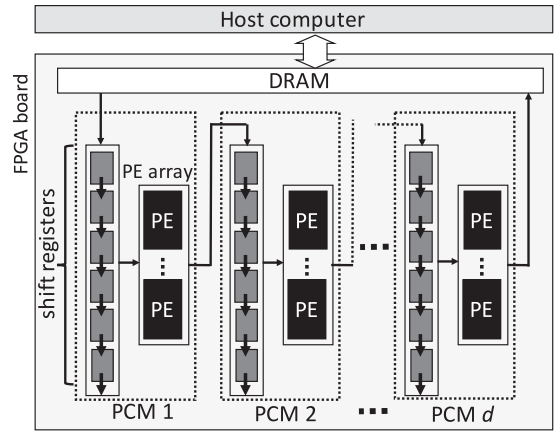 Host computer
DRAM
FPGA board
shift registers
PE array
PE
PE
PE
PE
PE
PE
PCM 1
PCM 2
PCM d